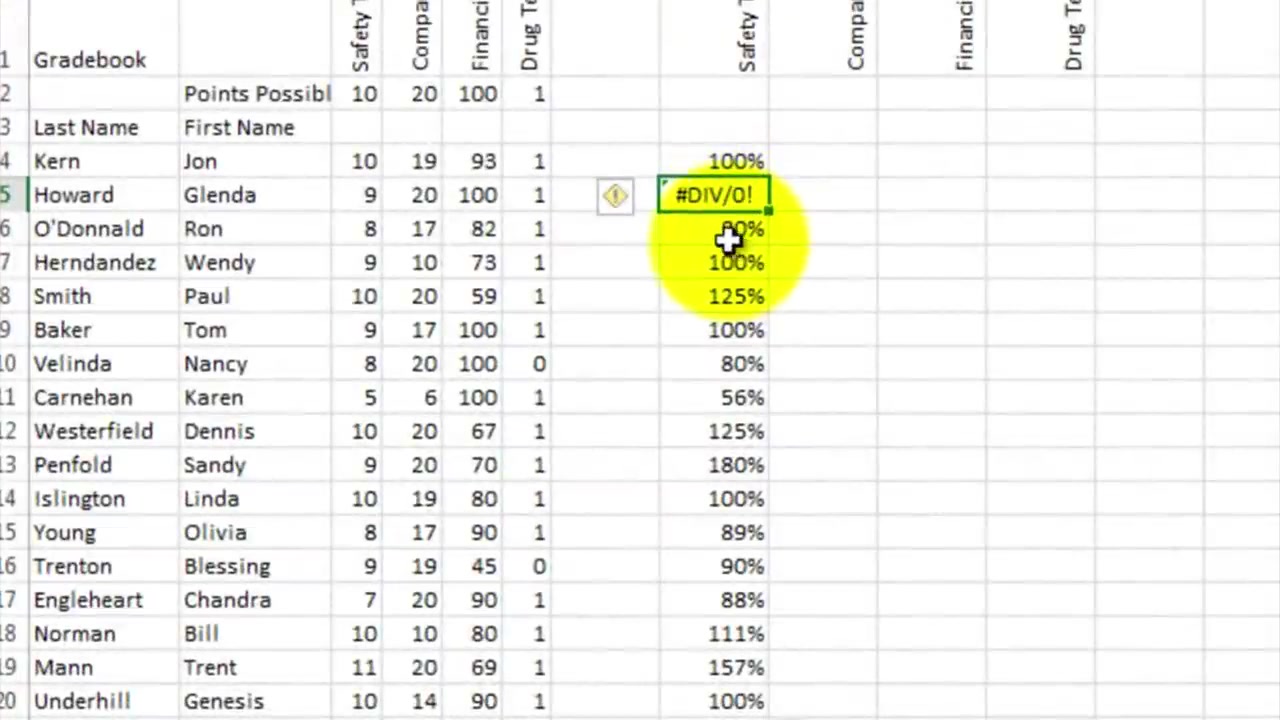 1 Gradebook Safety T Compa Financi Drug Te Safety T Compa Financi Drug Te
2 Points Possibl 10 20 100 1
3 Last Name First Name
4 Kern Jon 10 19 93 1 100%
5 Howard Glenda 9 20 100 1 #DIV/0!
6 O'Donnald Ron 8 17 82 1
7 Herndandez Wendy 9 10 73 1 100%
8 Smith Paul 10 20 59 1 125%
9 Baker Tom 9 17 100 1 100%
10 Velinda Nancy 8 20 100 0 80%
11 Carnehan Karen 5 6 100 1 56%
12 Westerfield Dennis 10 20 67 1 125%
13 Penfold Sandy 9 20 70 1 180%
14 Islington Linda 10 19 80 1 100%
15 Young Olivia 8 17 90 1 89%
16 Trenton Blessing 9 19 45 0 90%
17 Engleheart Chandra 7 20 90 1 88%
18 Norman Bill 10 10 80 1 111%
19 Mann Trent 11 20 69 1 157%
20 Underhill Genesis 10 14 90 1 100%